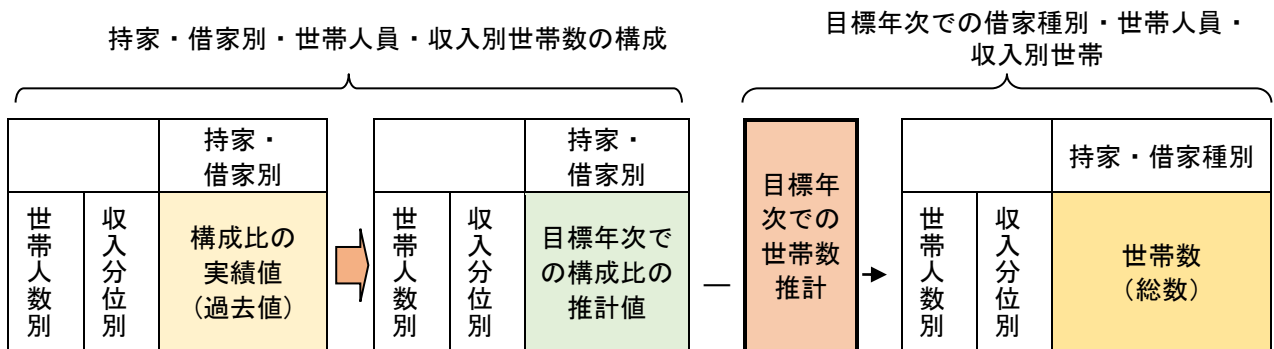 持家・借家別・世帯人員・収入別世帯数の構成
目標年次での借家種別・世帯人員・
収入別世帯
持家・
借家別
世帯人数別
収入分位別
構成比の
実績値
（過去値）
持家・
借家別
世帯人数別
収入分位別
目標年次で
の構成比の
推計値
―
目標年
次での
世帯数
推計
持家・借家種別
世帯人数別
収入分位別
世帯数
（総数）